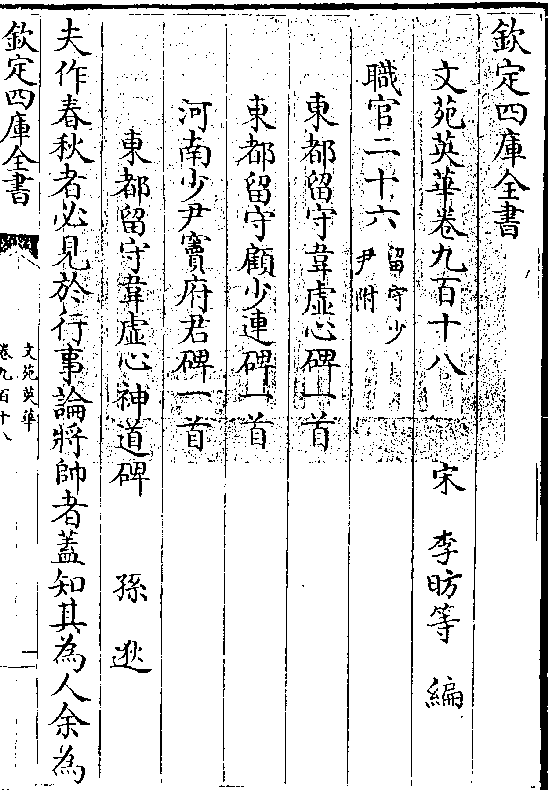 欽定四庫全書
文苑英華卷九百十八
宋 李昉等 編
職官二十六 留守少尹附
東都留守韋虛心碑一首
東都留守顧少連碑一首
河南少尹竇府君碑一首
東都留守韋虛心神道碑 孫逖
夫作春秋者必見於行事論將帥者蓋知其為人余為
欽定四庫全書
文苑英華
卷九百十八
一